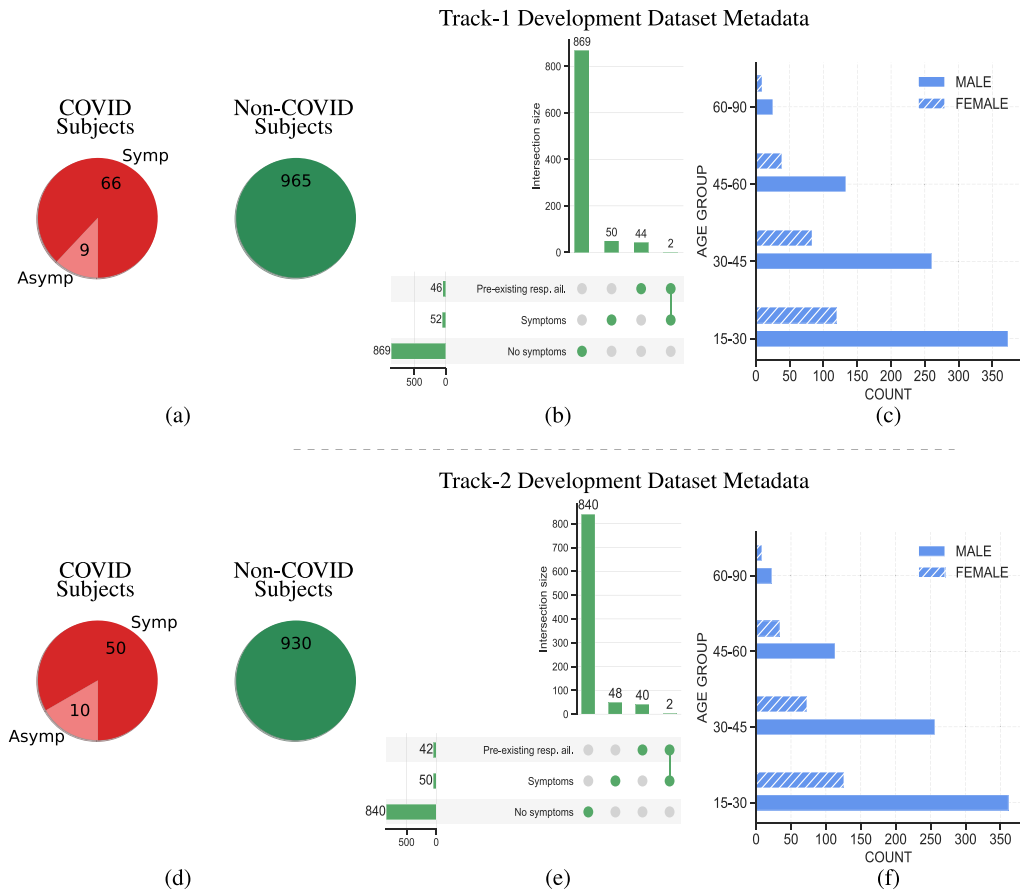 Track-1 Development Dataset Metadata
COVID
Subjects
Symp
66
9
Asymp
Non-COVID
Subjects
965
(a)
869
800
600
400
200
0
Intersection size
50
44
2
46
Pre-existing resp. ail.
52
Symptoms
869
No symptoms
500
0
(b)
MALE
FEMALE
AGE GROUP
60-90
45-60
30-45
15-30
0 50 100 150 200 250 300 350
COUNT
(c)
Track-2 Development Dataset Metadata
COVID
Subjects
Symp
50
10
Asymp
Non-COVID
Subjects
930
(d)
840
800
700
600
500
400
300
200
100
0
Intersection size
48
40
2
42
Pre-existing resp. ail.
50
Symptoms
840
No symptoms
500
0
(e)
MALE
FEMALE
AGE GROUP
60-90
45-60
30-45
15-30
0 50 100 150 200 250 300 350
COUNT
(f)